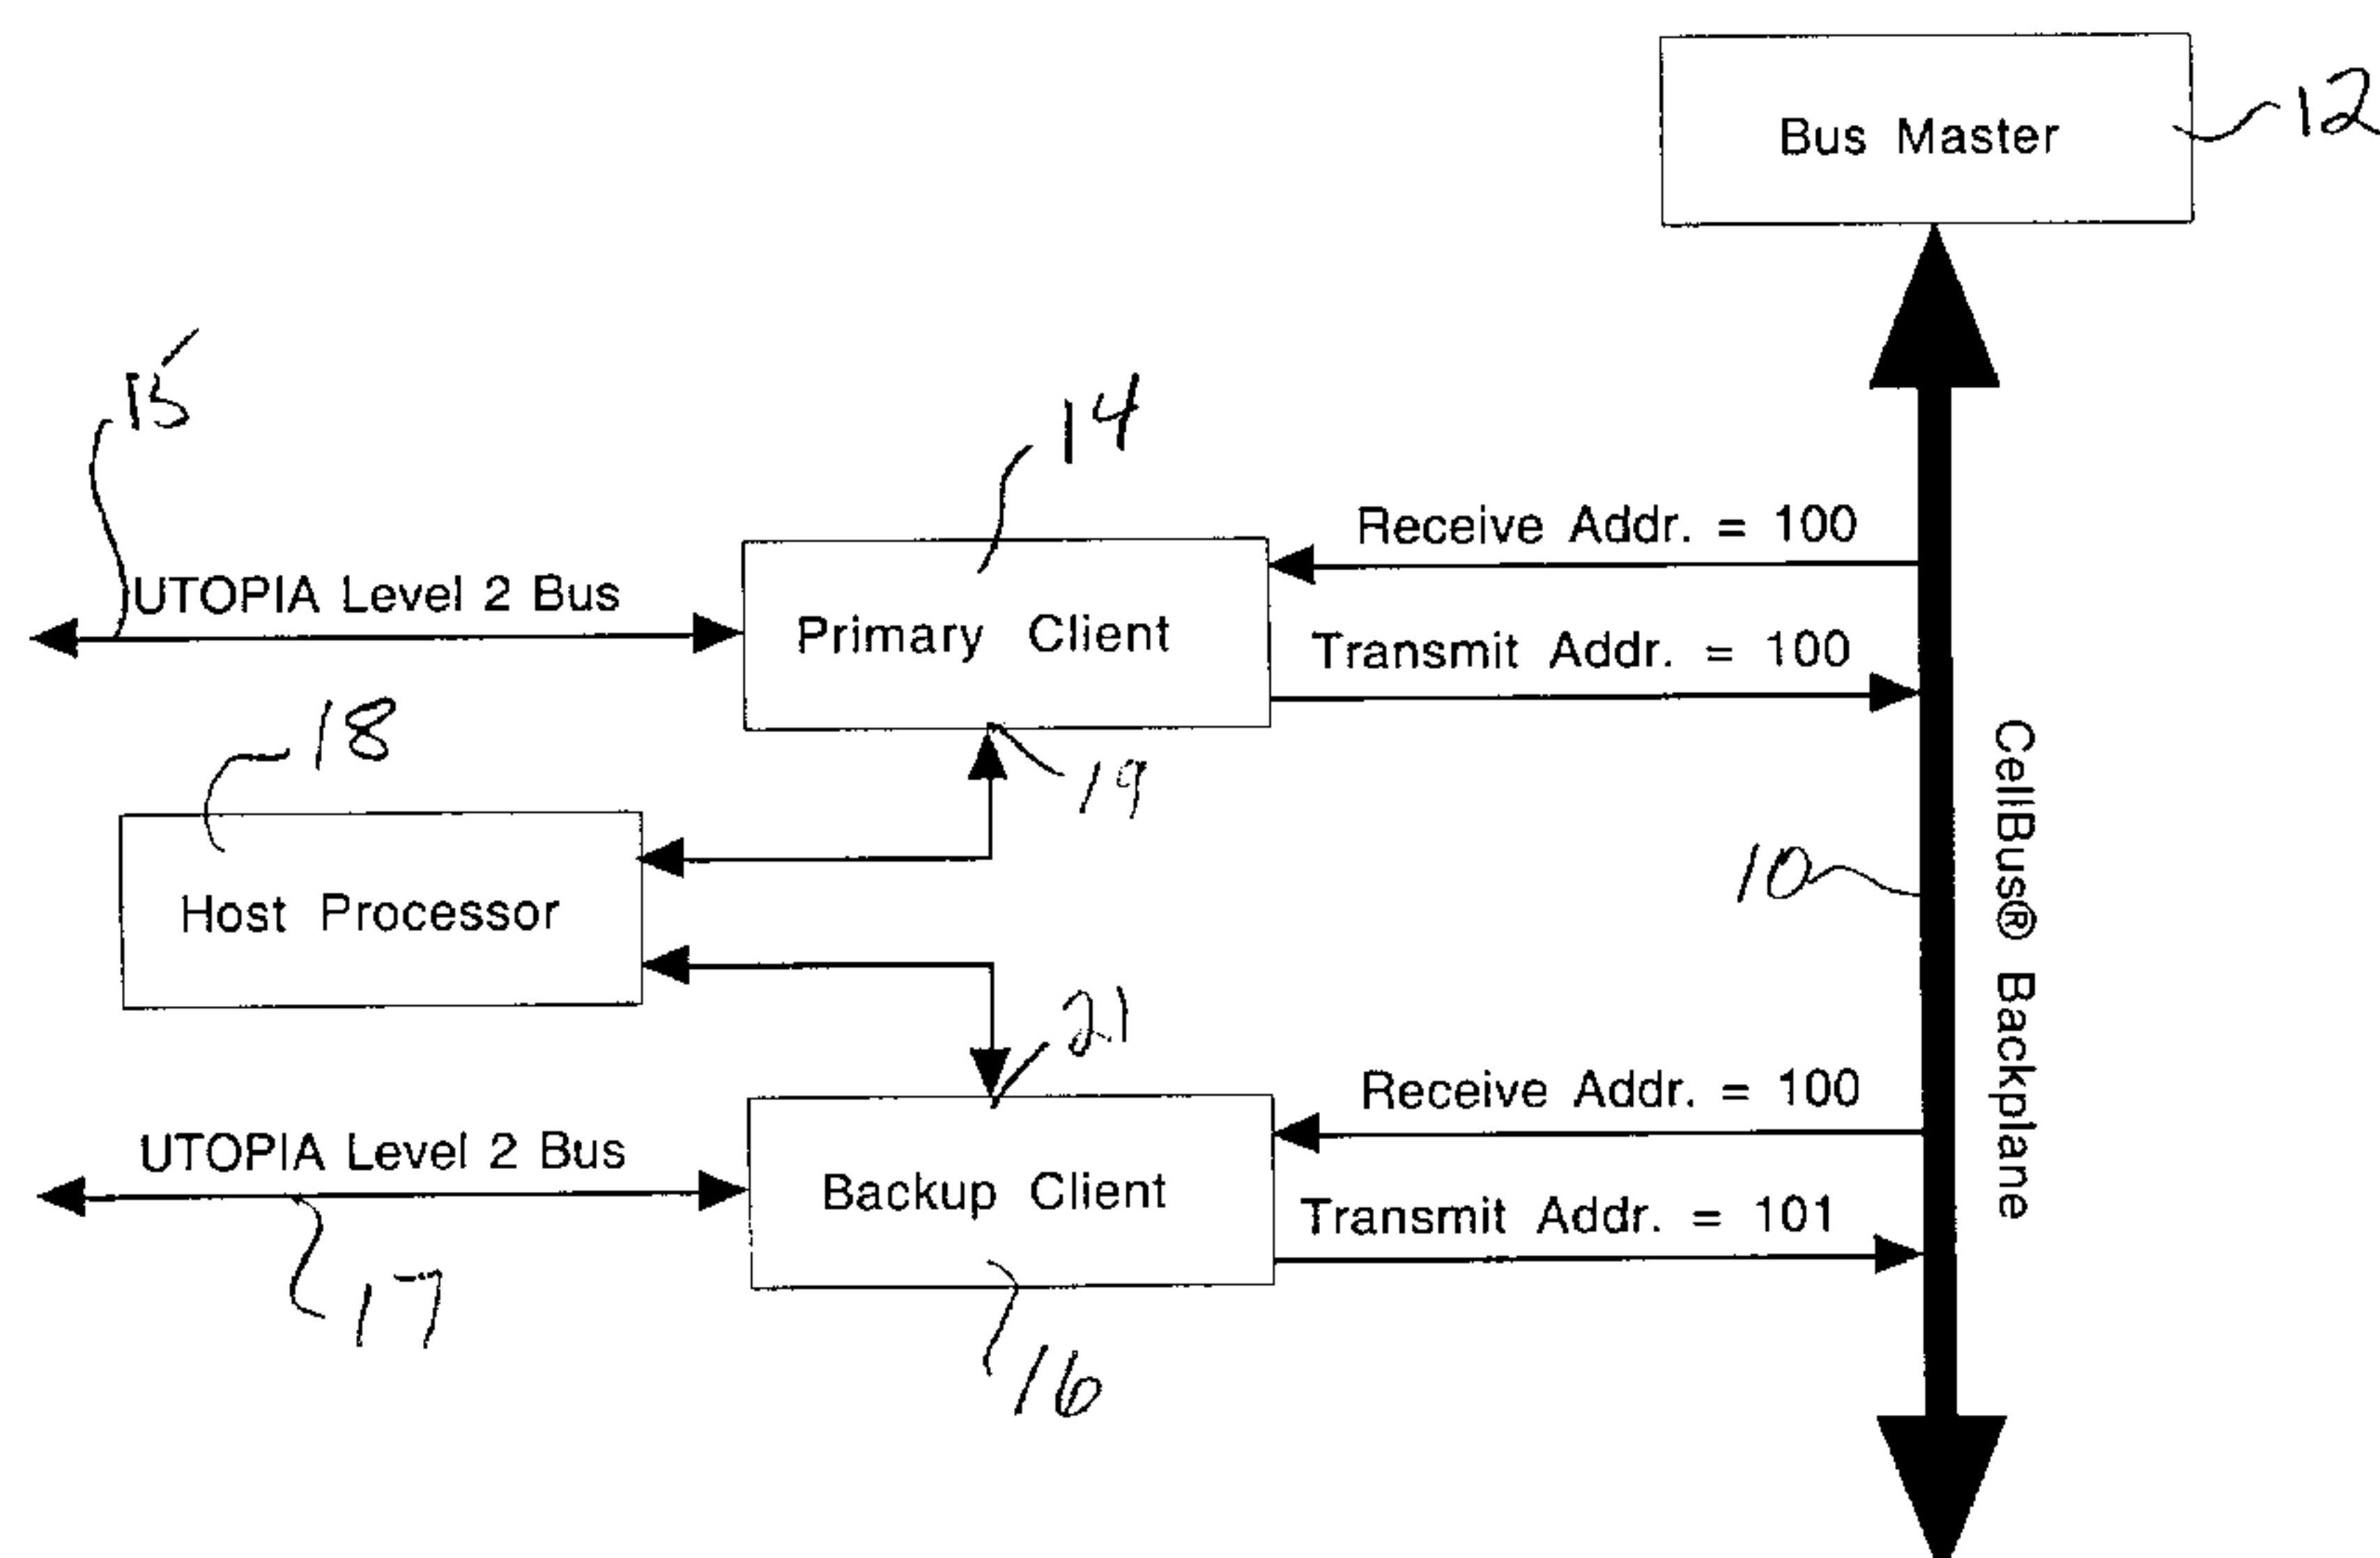 Bus Master
12
15
14
Receive Addr. = 100
UTOPIA Level 2 Bus
Primary Client
Transmit Addr. = 100
18
19
CellBus® Backplane
10
Host Processor
21
Receive Addr. = 100
UTOPIA Level 2 Bus
Backup Client
Transmit Addr. = 101
17
16